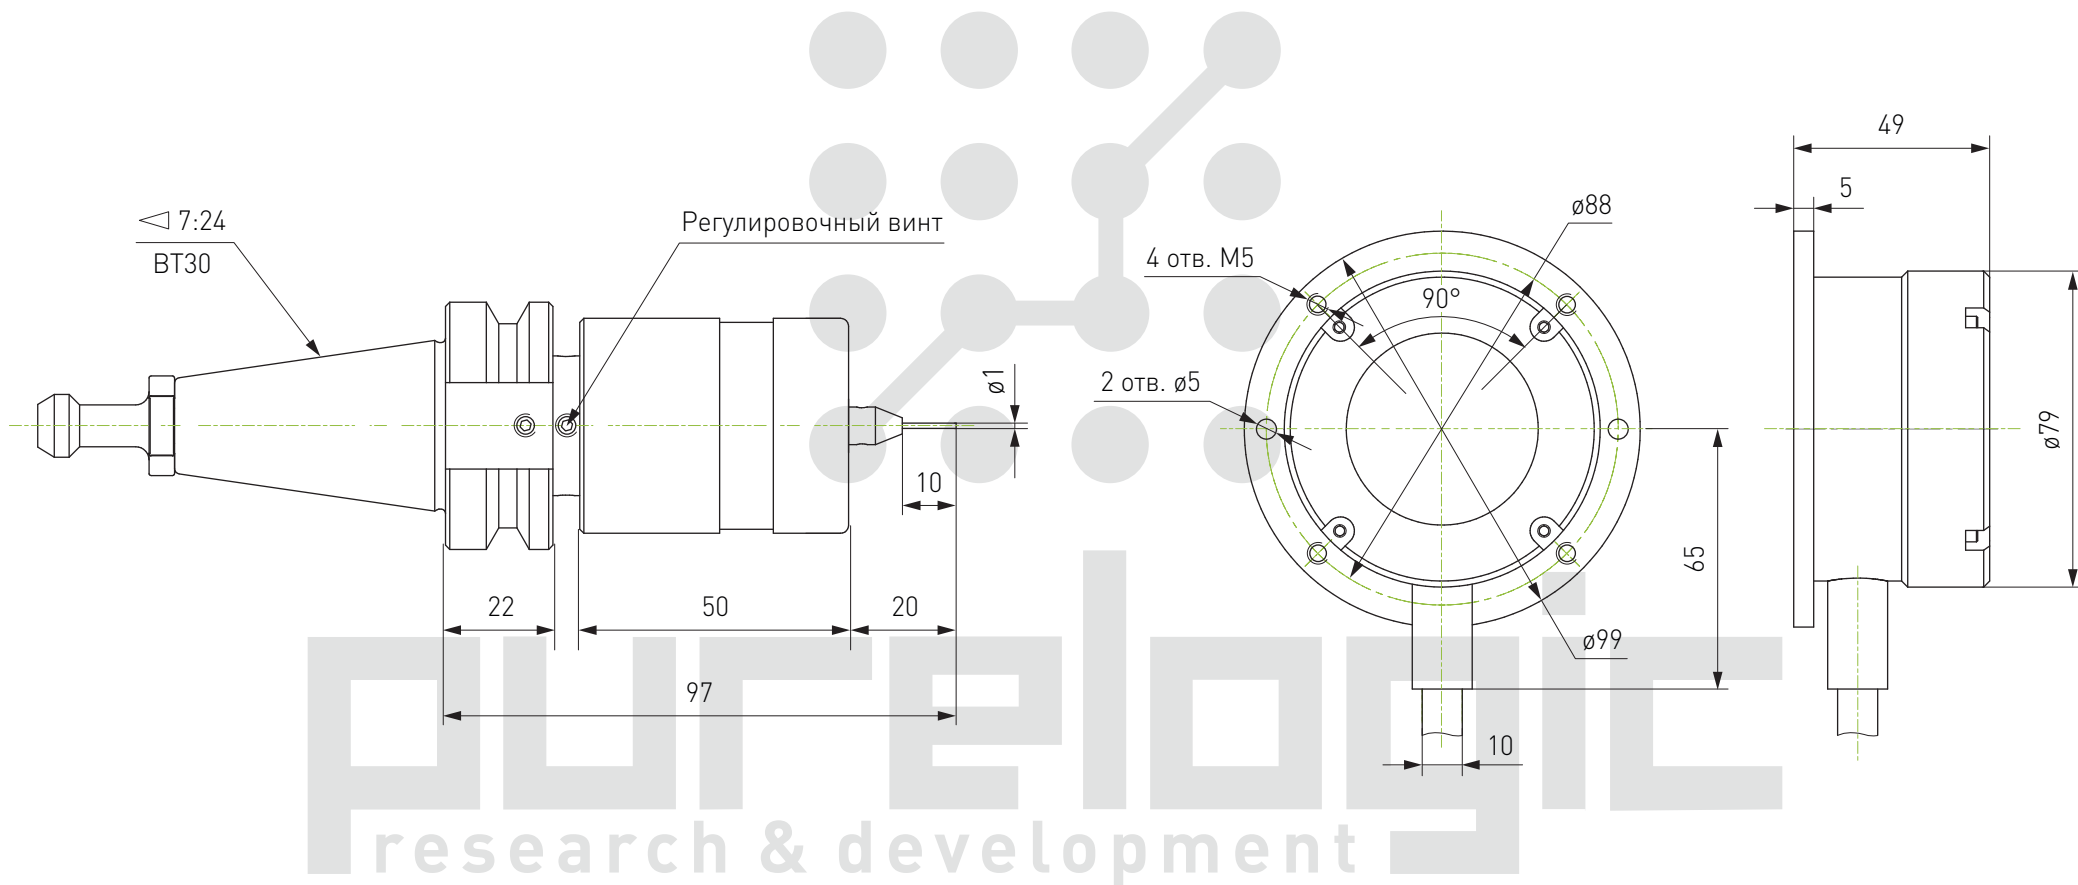 7:24
BT30
Регулировочный винт
ø1
10
22
50
20
97
4 отв. M5
2 отв. ø5
90°
ø88
ø99
65
10
49
5
ø79
purelogic
research & development